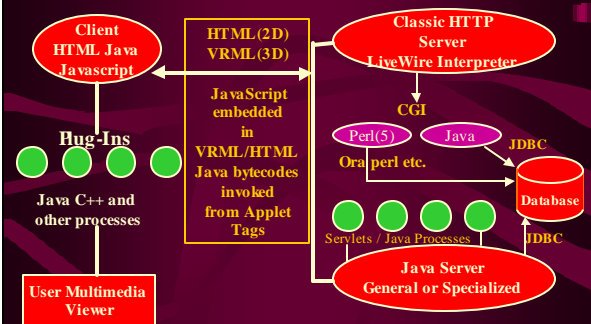 Client
HTML Java
Javascript
Plug-Ins
Java C++ and
other processes
User Multimedia
Viewer
HTML(2D)
VRML(3D)
JavaScript
embedded
in
VRML/HTML
Java bytecodes
invoked
from Applet
Tags
Classic HTTP
Server
LiveWire Interpreter
CGI
Perl(5)
Java
JDBC
Oraperl etc.
Database
Servlets / Java Processes
JDBC
Java Server
General or Specialized